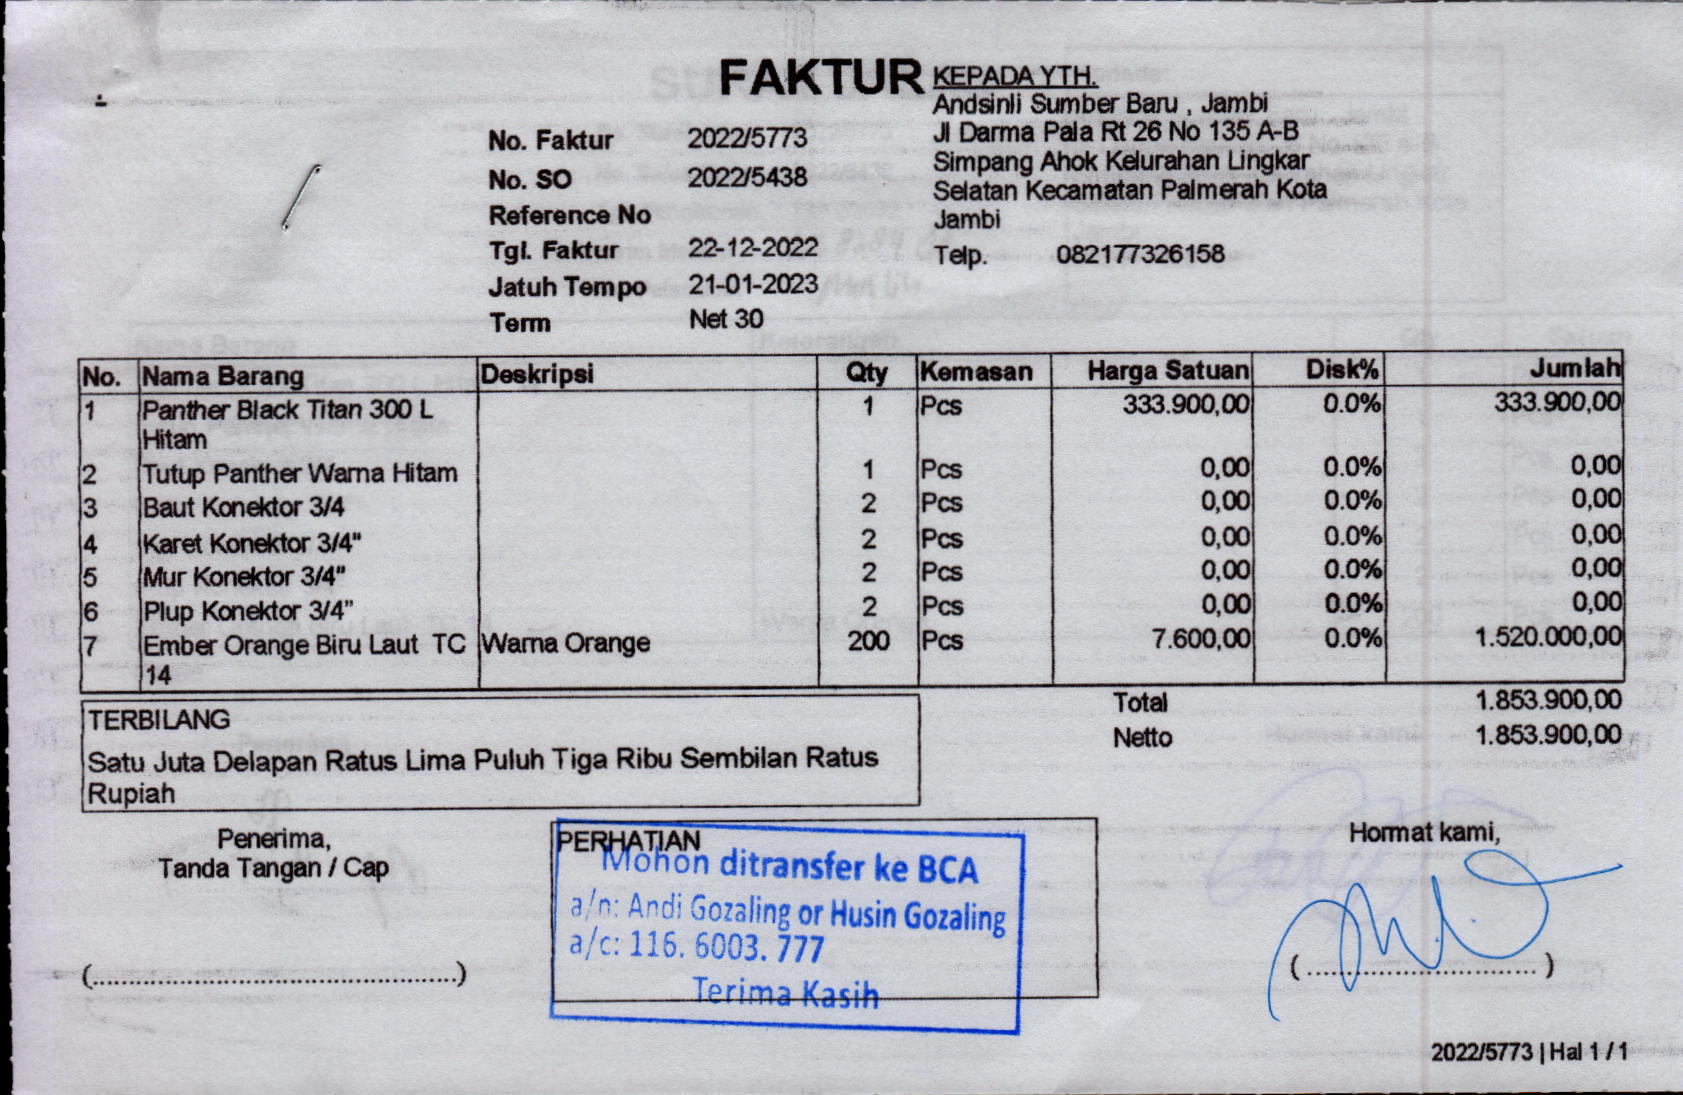 FAKTUR
KEPADA YTH.
Andsinli Sumber Baru , Jambi
Jl Darma Pala Rt 26 No 135 A-B
Simpang Ahok Kelurahan Lingkar
Selatan Kecamatan Palmerah Kota
Jambi
Telp. 082177326158
No. Faktur 2022/5773
No. SO 2022/5438
Reference No
Tgl. Faktur 22-12-2022
Jatuh Tempo 21-01-2023
Term Net 30
No. Nama Barang Deskripsi Qty Kemasan Harga Satuan Disk% Jumlah
1 Panther Black Titan 300 L 1 Pcs 333.900,00 0.0% 333.900,00
Hitam
2 Tutup Panther Warna Hitam 1 Pcs 0,00 0.0% 0,00
3 Baut Konektor 3/4 2 Pcs 0,00 0.0% 0,00
4 Karet Konektor 3/4" 2 Pcs 0,00 0.0% 0,00
5 Mur Konektor 3/4" 2 Pcs 0,00 0.0% 0,00
6 Plup Konektor 3/4" 2 Pcs 0,00 0.0% 0,00
7 Ember Orange Biru Laut TC Warna Orange 200 Pcs 7.600,00 0.0% 1.520.000,00
14
Total 1.853.900,00
Netto 1.853.900,00
TERBILANG
Satu Juta Delapan Ratus Lima Puluh Tiga Ribu Sembilan Ratus
Rupiah
Penerima,
Tanda Tangan / Cap
(................................................)
PERHATIAN
Mohon ditransfer ke BCA
a/n: Andi Gozaling or Husin Gozaling
a/c: 116. 6003. 777
Terima Kasih
Hormat kami,
( .............................. )
2022/5773 | Hal 1 / 1